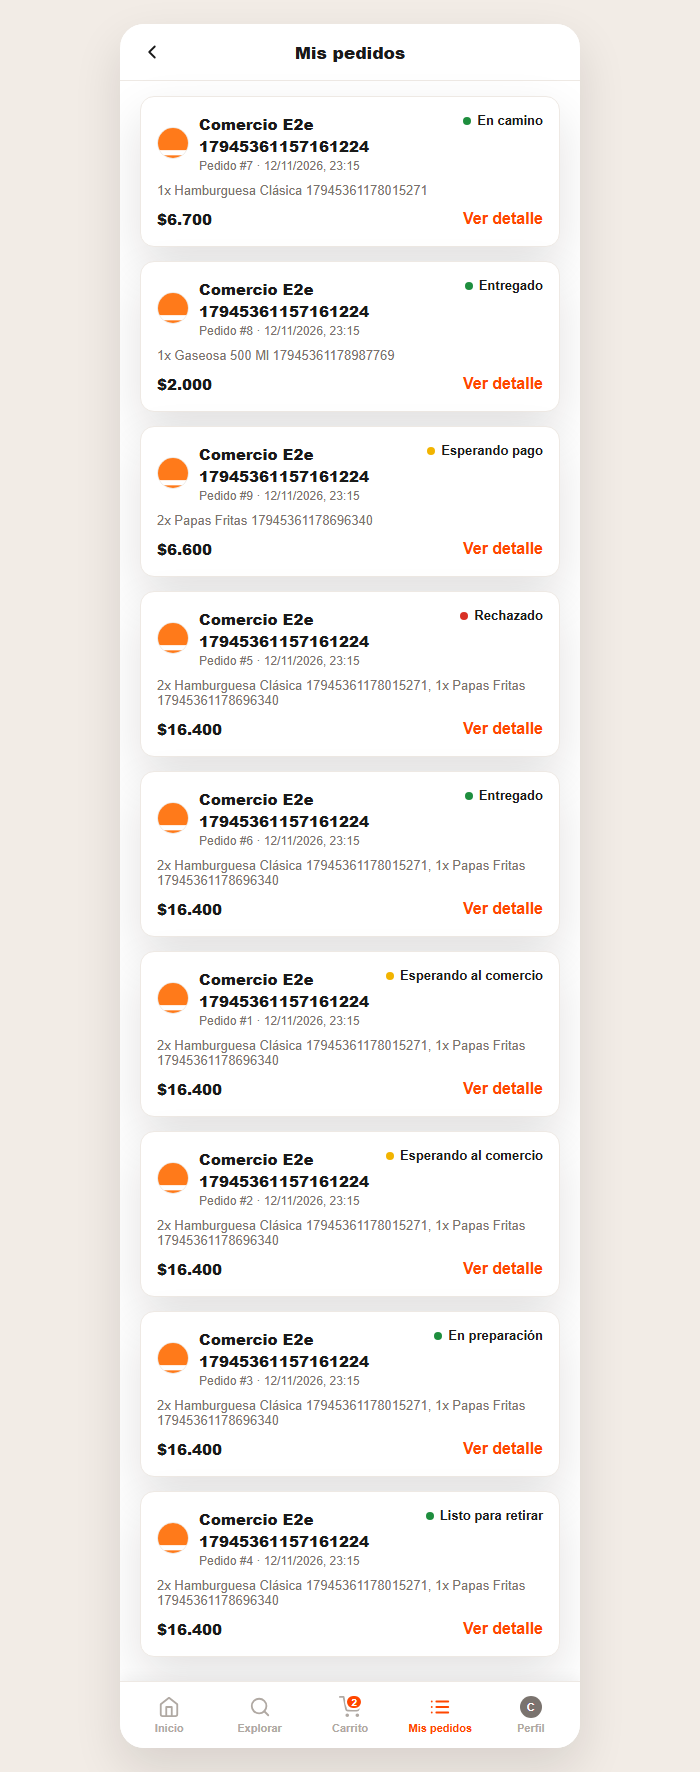 Mis pedidos
Comercio E2e
17945361157161224
En camino
Pedido #7 · 12/11/2026, 23:15
1x Hamburguesa Clásica 17945361178015271
$6.700
Ver detalle
Comercio E2e
17945361157161224
Entregado
Pedido #8 · 12/11/2026, 23:15
1x Gaseosa 500 Ml 17945361178987769
$2.000
Ver detalle
Comercio E2e
17945361157161224
Esperando pago
Pedido #9 · 12/11/2026, 23:15
2x Papas Fritas 17945361178696340
$6.600
Ver detalle
Comercio E2e
17945361157161224
Rechazado
Pedido #5 · 12/11/2026, 23:15
2x Hamburguesa Clásica 17945361178015271, 1x Papas Fritas
17945361178696340
$16.400
Ver detalle
Comercio E2e
17945361157161224
Entregado
Pedido #6 · 12/11/2026, 23:15
2x Hamburguesa Clásica 17945361178015271, 1x Papas Fritas
17945361178696340
$16.400
Ver detalle
Comercio E2e
17945361157161224
Esperando al comercio
Pedido #1 · 12/11/2026, 23:15
2x Hamburguesa Clásica 17945361178015271, 1x Papas Fritas
17945361178696340
$16.400
Ver detalle
Comercio E2e
17945361157161224
Esperando al comercio
Pedido #2 · 12/11/2026, 23:15
2x Hamburguesa Clásica 17945361178015271, 1x Papas Fritas
17945361178696340
$16.400
Ver detalle
Comercio E2e
17945361157161224
En preparación
Pedido #3 · 12/11/2026, 23:15
2x Hamburguesa Clásica 17945361178015271, 1x Papas Fritas
17945361178696340
$16.400
Ver detalle
Comercio E2e
17945361157161224
Listo para retirar
Pedido #4 · 12/11/2026, 23:15
2x Hamburguesa Clásica 17945361178015271, 1x Papas Fritas
17945361178696340
$16.400
Ver detalle
Inicio
Explorar
2
Carrito
Mis pedidos
C
Perfil